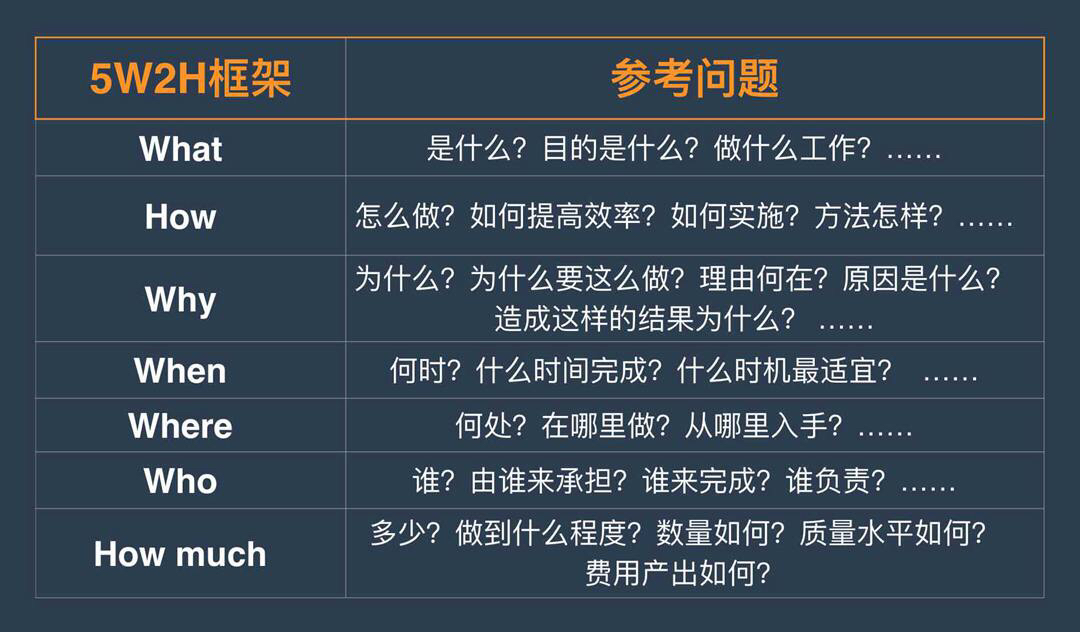 5W2H框架
参考问题
What
是什么？目的是什么？做什么工作？……
How
怎么做？如何提高效率？如何实施？方法怎样？……
Why
为什么？为什么要这么做？理由何在？原因是什么？
造成这样的结果为什么？ ……
When
何时？什么时间完成？什么时机最适宜？ ……
Where
何处？在哪里做？从哪里入手？……
Who
谁？由谁来承担？谁来完成？谁负责？……
How much
多少？做到什么程度？数量如何？质量水平如何？
费用产出如何？